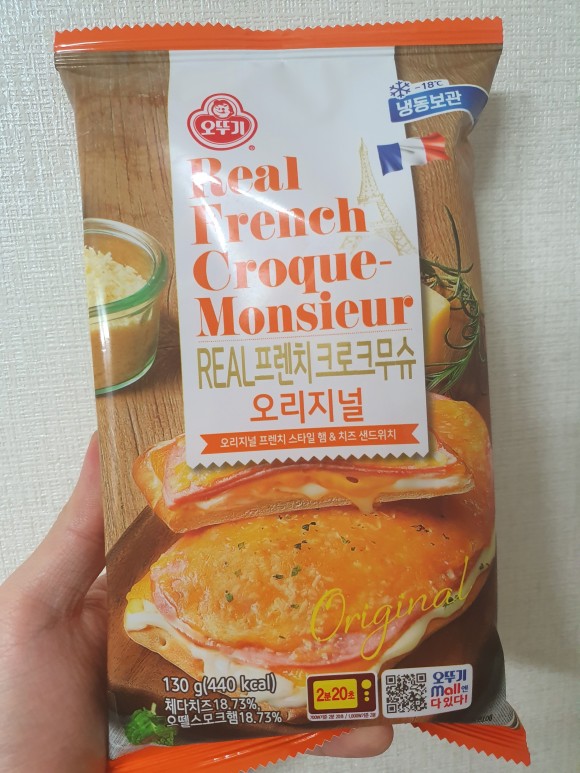 -18℃
냉동보관
오뚜기
Real
French
Croque-
Monsieur
REAL프렌치크로크무슈
오리지널
오리지널 프렌치 스타일 햄 & 치즈 샌드위치
Original
130 g(440 kcal)
체다치즈18.73%,
오뗄스모크햄18.73%
2분20초
오뚜기
mall엔
다 있다!